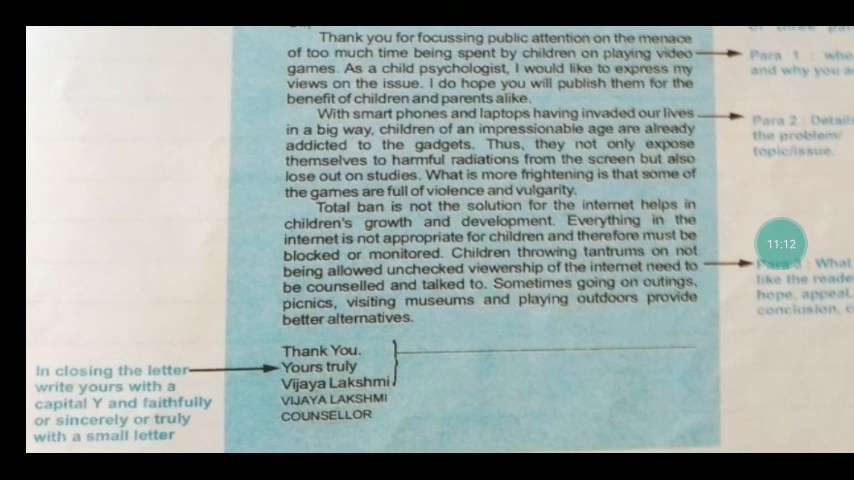 Thank you for focussing public attention on the menace
of too much time being spent by children on playing video
games. As a child psychologist, I would like to express my
views on the issue. I do hope you will publish them for the
benefit of children and parents alike.
With smart phones and laptops having invaded our lives
in a big way, children of an impressionable age are already
addicted to the gadgets. Thus, they not only expose
themselves to harmful radiations from the screen but also
lose out on studies. What is more frightening is that some of
the games are full of violence and vulgarity.
Total ban is not the solution for the internet helps in
children's growth and development. Everything in the
internet is not appropriate for children and therefore must be
blocked or monitored. Children throwing tantrums on not
being allowed unchecked viewership of the internet need to
be counselled and talked to. Sometimes going on outings,
picnics, visiting museums and playing outdoors provide
better alternatives.
Thank You.
Yours truly
Vijaya Lakshmi
VIJAYA LAKSHMI
COUNSELLOR
In closing the letter
write yours with a
capital Y and faithfully
or sincerely or truly
with a small letter
Para 1 : who
and why you
Para 2 : Details
the problem/
topic/issue.
11:12
Para 3 : What
like the reade
hope, appeal,
conclusion,